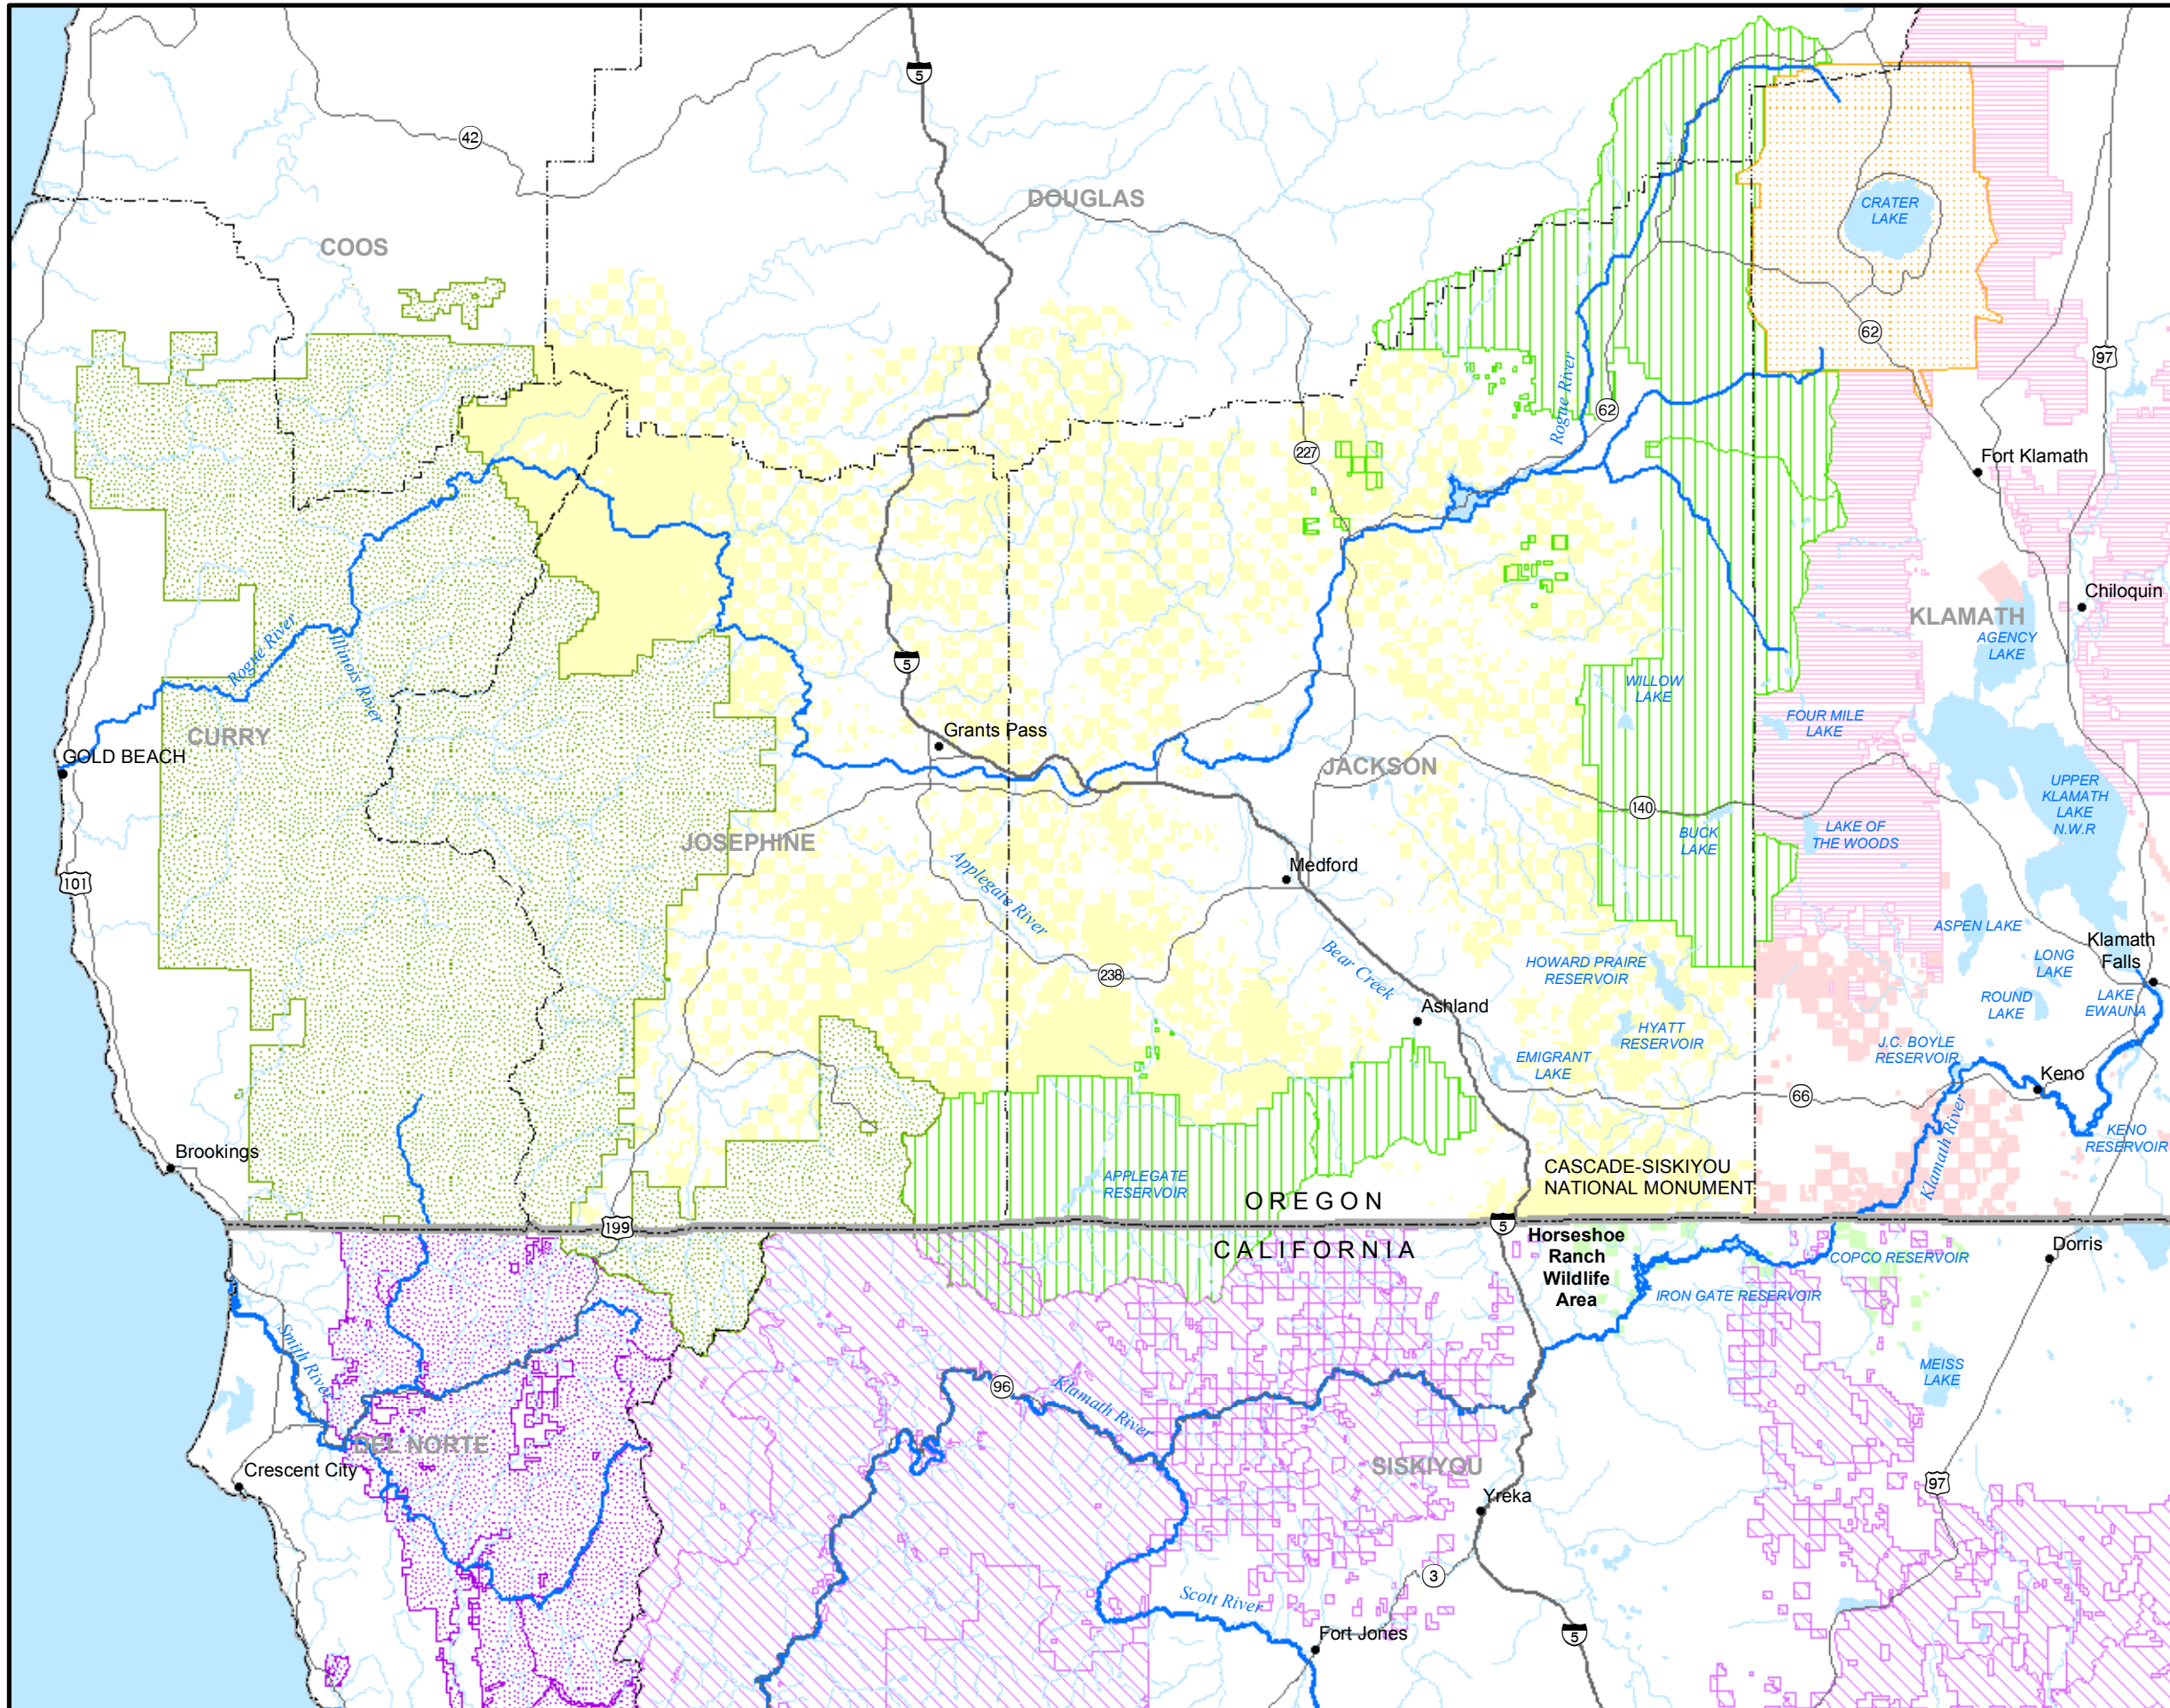 5
42
DOUGLAS
COOS
CRATER
LAKE
62
97
Rogue River
62
227
Fort Klamath
Chiloquin
KLAMATH
AGENCY
LAKE
Rogue River
Illinois River
5
WILLOW
LAKE
FOUR MILE
LAKE
CURRY
GOLD BEACH
Grants Pass
JACKSON
UPPER
KLAMATH
LAKE
N.W.R
140
JOSEPHINE
BUCK
LAKE
LAKE OF
THE WOODS
101
Medford
Applegate River
ASPEN LAKE
Klamath
Falls
Bear Creek
238
HOWARD PRAIRE
RESERVOIR
LONG
LAKE
Ashland
ROUND
LAKE
LAKE
EWAUNA
HYATT
RESERVOIR
J.C. BOYLE
RESERVOIR
EMIGRANT
LAKE
Keno
66
Klamath River
KENO
RESERVOIR
Brookings
APPLEGATE
RESERVOIR
CASCADE-SISKIYOU
NATIONAL MONUMENT
OREGON
199
5
CALIFORNIA
Horseshoe
Ranch
Wildlife
Area
COPCO RESERVOIR
Dorris
IRON GATE RESERVOIR
Smith River
MEISS
LAKE
96
Klamath River
DEL NORTE
SISKIYOU
Crescent City
97
Yreka
3
Scott River
Fort Jones
5